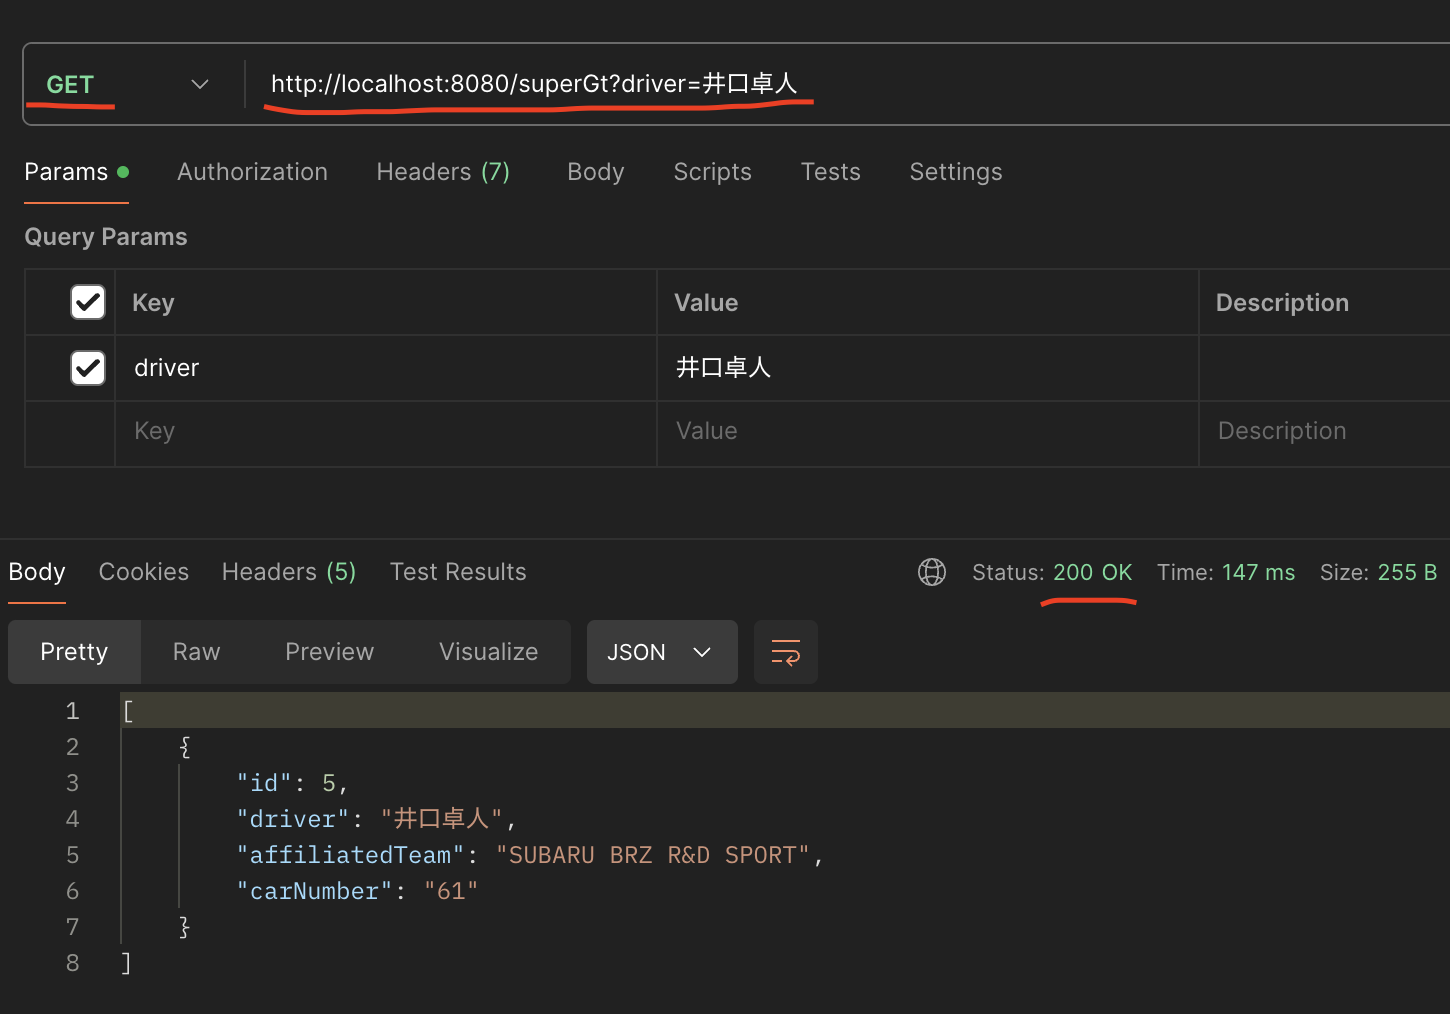 GET http://localhost:8080/superGt?driver=井口卓人
Params Authorization Headers (7) Body Scripts Tests Settings
Query Params
Key Value Description
driver 井口卓人
Key Value Description
Body Cookies Headers (5) Test Results Status: 200 OK Time: 147 ms Size: 255 B
Pretty Raw Preview Visualize JSON
1 [
2 {
3 "id": 5,
4 "driver": "井口卓人",
5 "affiliatedTeam": "SUBARU BRZ R&D SPORT",
6 "carNumber": "61"
7 }
8 ]